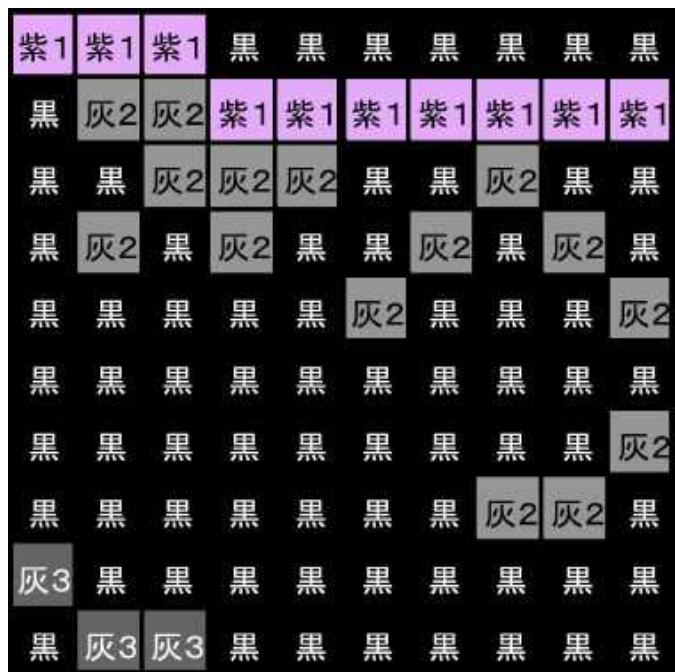 紫1 紫1 紫1 黒 黒 黒 黒 黒 黒 黒
黒 灰2 灰2 紫1 紫1 紫1 紫1 紫1 紫1 紫1
黒 黒 灰2 灰2 灰2 黒 黒 灰2 黒 黒
黒 灰2 黒 灰2 黒 黒 灰2 黒 灰2 黒
黒 黒 黒 黒 黒 灰2 黒 黒 黒 灰2
黒 黒 黒 黒 黒 黒 黒 黒 黒 黒
黒 黒 黒 黒 黒 黒 黒 黒 黒 灰2
黒 黒 黒 黒 黒 黒 黒 灰2 灰2 黒
灰3 黒 黒 黒 黒 黒 黒 黒 黒 黒
黒 灰3 灰3 黒 黒 黒 黒 黒 黒 黒